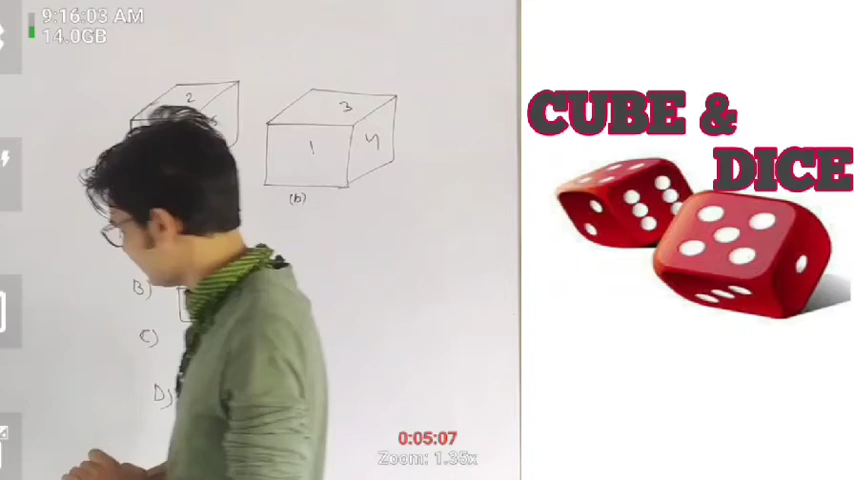 9:16:03 AM
14.0GB
2
3
1
4
(b)
B)
C)
D)
CUBE &
DICE
0:05:07
Zoom: 1.35x